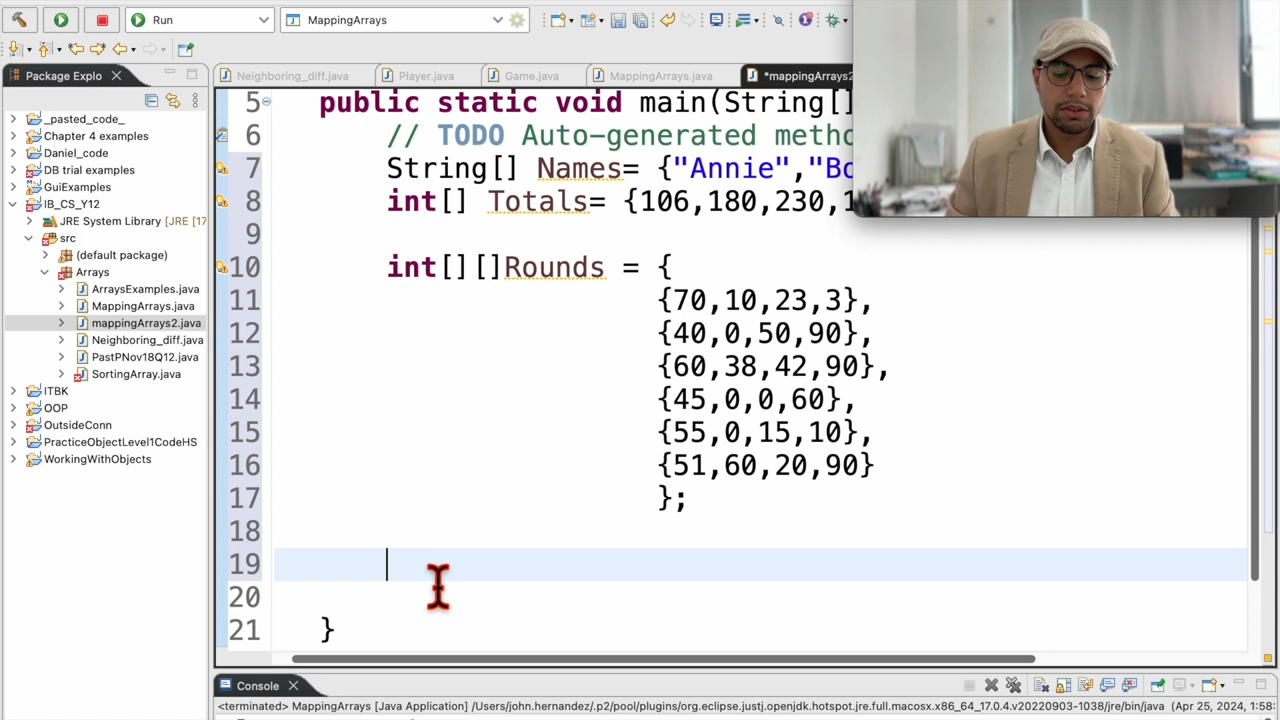 Run
MappingArrays
Package Explo
Neighboring_diff.java
Player.java
Game.java
MappingArrays.java
*mappingArrays2
_pasted_code_
Chapter 4 examples
Daniel_code
DB trial examples
GuiExamples
IB_CS_Y12
JRE System Library [JRE [17
src
(default package)
Arrays
ArraysExamples.java
MappingArrays.java
mappingArrays2.java
Neighboring_diff.java
PastPNov18Q12.java
SortingArray.java
ITBK
OOP
OutsideConn
PracticeObjectLevel1CodeHS
WorkingWithObjects
5 public static void main(String[]
6 // TODO Auto-generated metho
7 String[] Names= {"Annie","Bo
8 int[] Totals= {106,180,230,1
9
10 int[][]Rounds = {
11 {70,10,23,3},
12 {40,0,50,90},
13 {60,38,42,90},
14 {45,0,0,60},
15 {55,0,15,10},
16 {51,60,20,90}
17 };
18
19
20
21 }
Console
<terminated> MappingArrays [Java Application] /Users/john.hernandez/.p2/pool/plugins/org.eclipse.justj.openjdk.hotspot.jre.full.macosx.x86_64_17.0.4.v20220903-1038/jre/bin/java (Apr 25, 2024, 1:58: